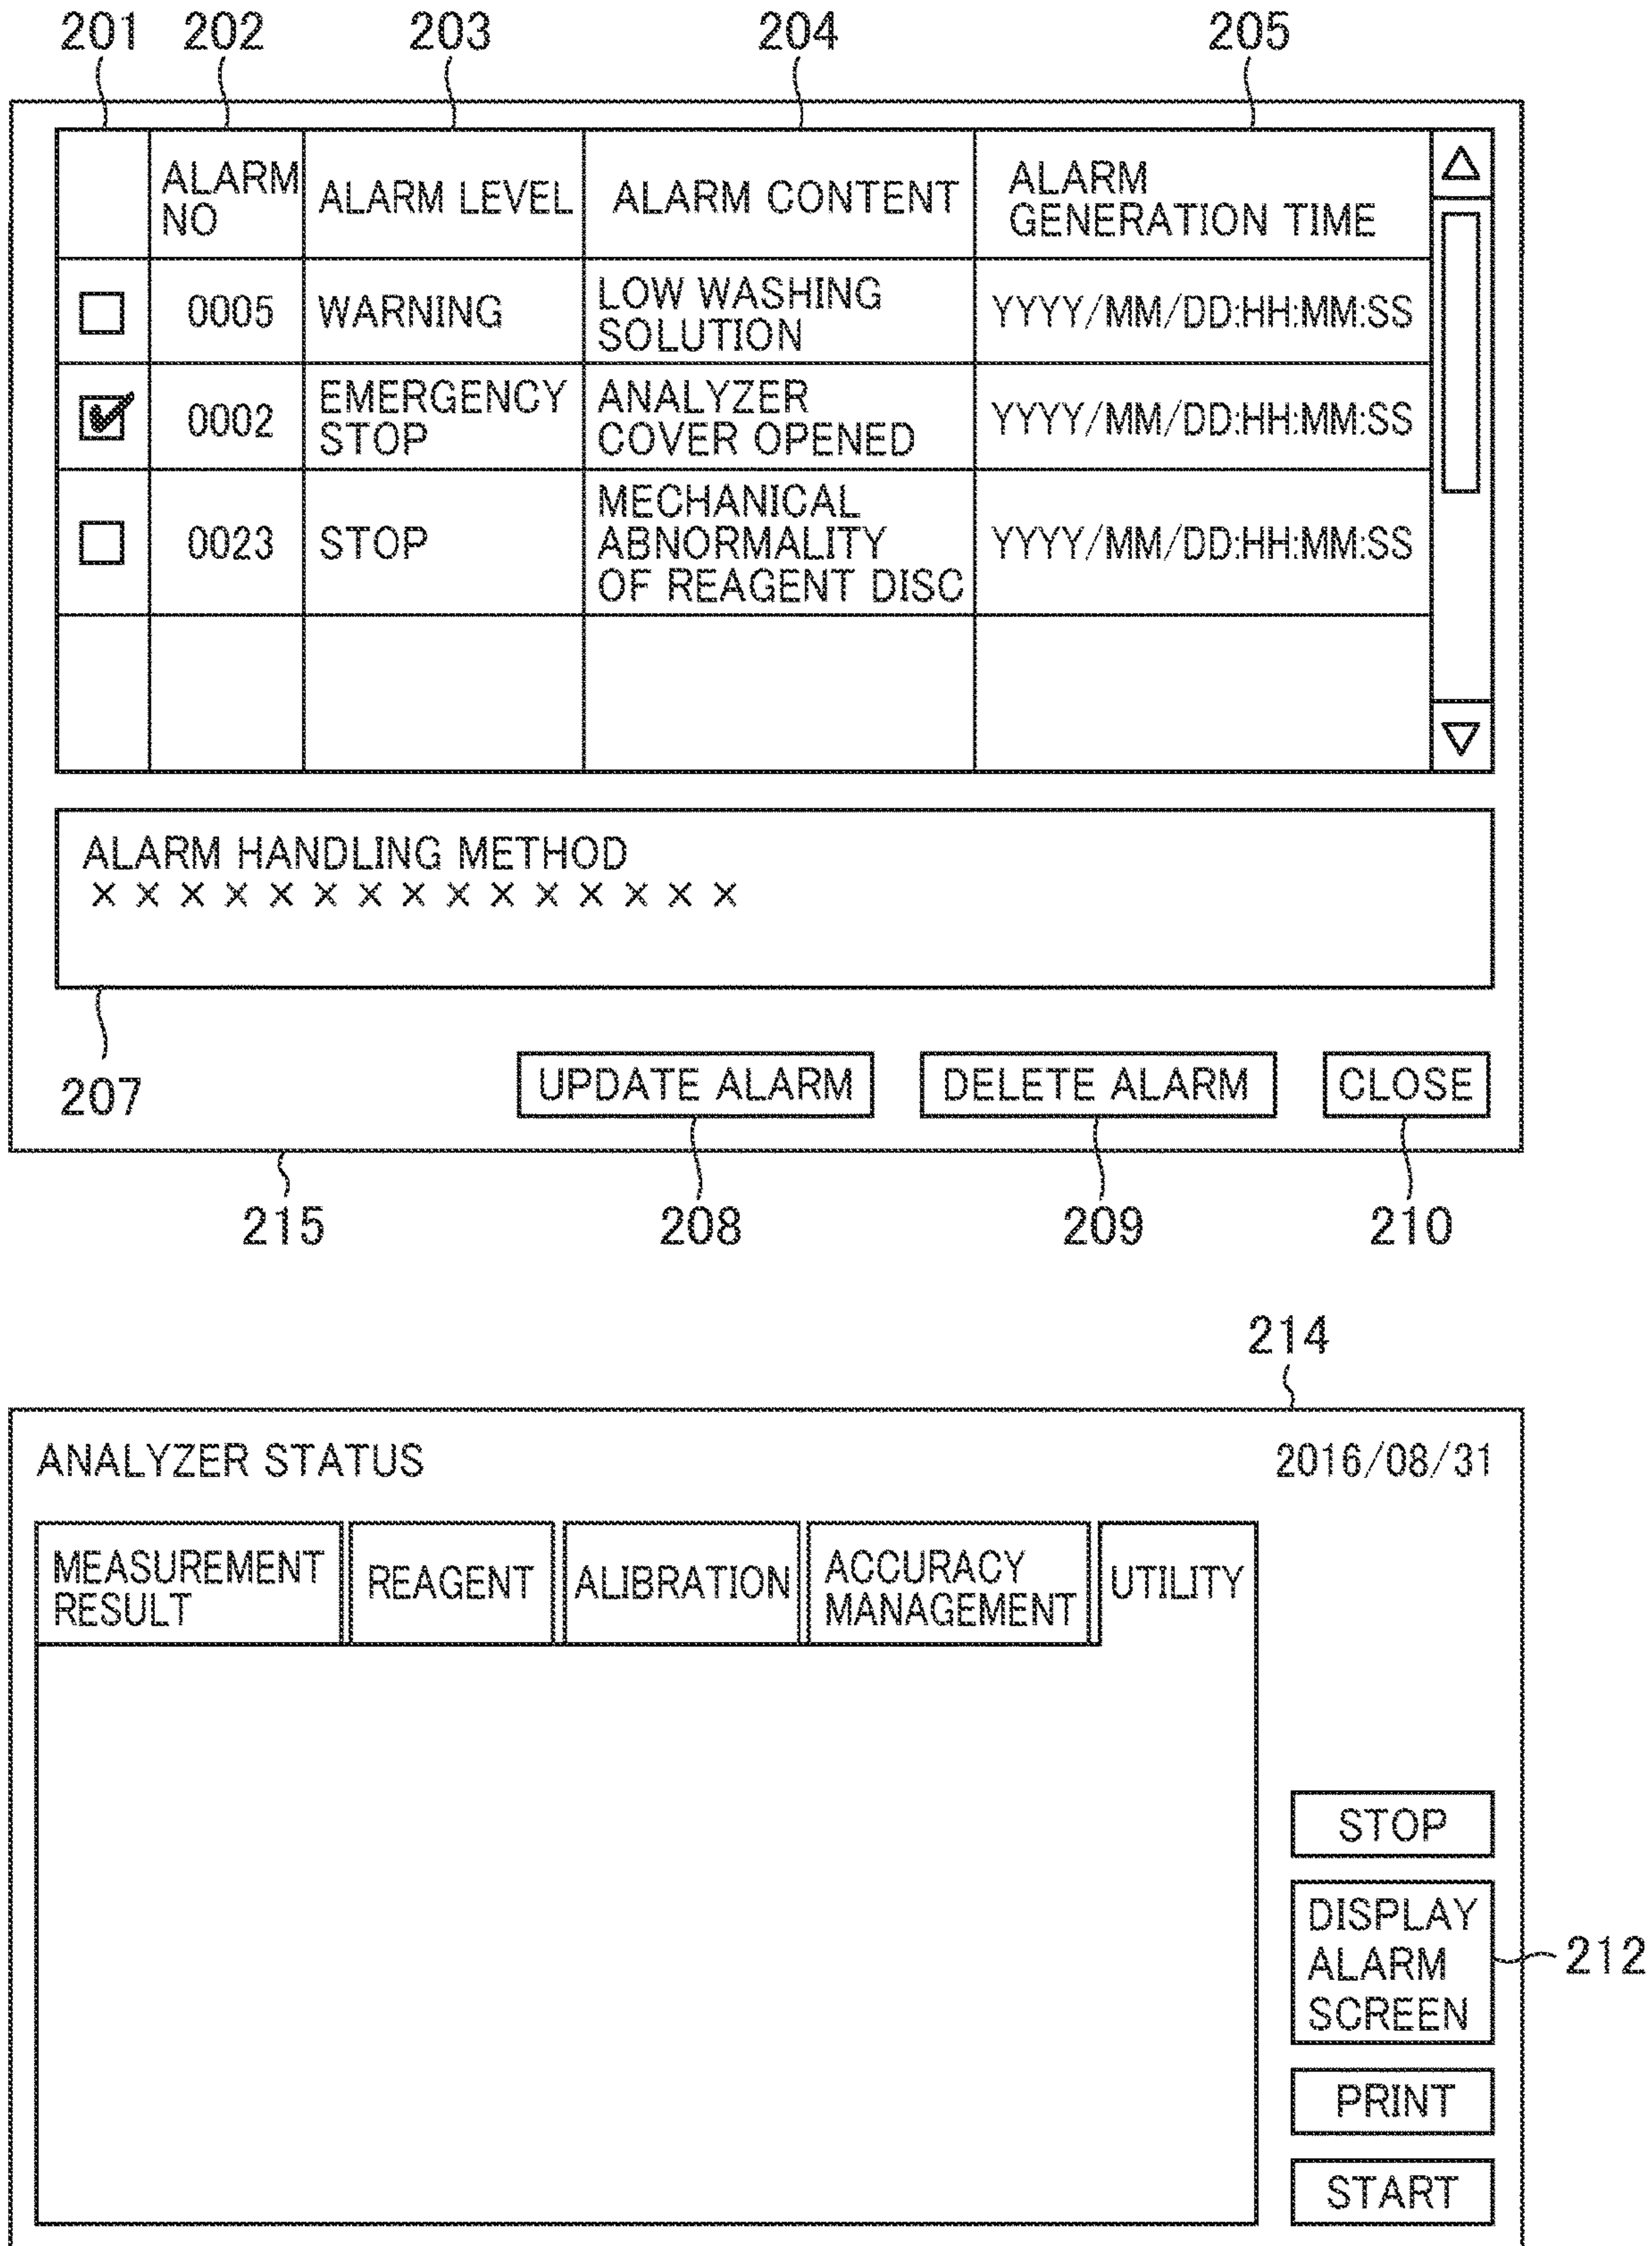 201 202 203 204 205
ALARM NO ALARM LEVEL ALARM CONTENT ALARM GENERATION TIME
0005 WARNING LOW WASHING SOLUTION YYYY/MM/DD:HH:MM:SS
0002 EMERGENCY STOP ANALYZER COVER OPENED YYYY/MM/DD:HH:MM:SS
0023 STOP MECHANICAL ABNORMALITY OF REAGENT DISC YYYY/MM/DD:HH:MM:SS
ALARM HANDLING METHOD
× × × × × × × × × × × × × × ×
207
UPDATE ALARM DELETE ALARM CLOSE
215 208 209 210
214
ANALYZER STATUS 2016/08/31
MEASUREMENT RESULT REAGENT ALIBRATION ACCURACY MANAGEMENT UTILITY
STOP
DISPLAY
ALARM 212
SCREEN
PRINT
START